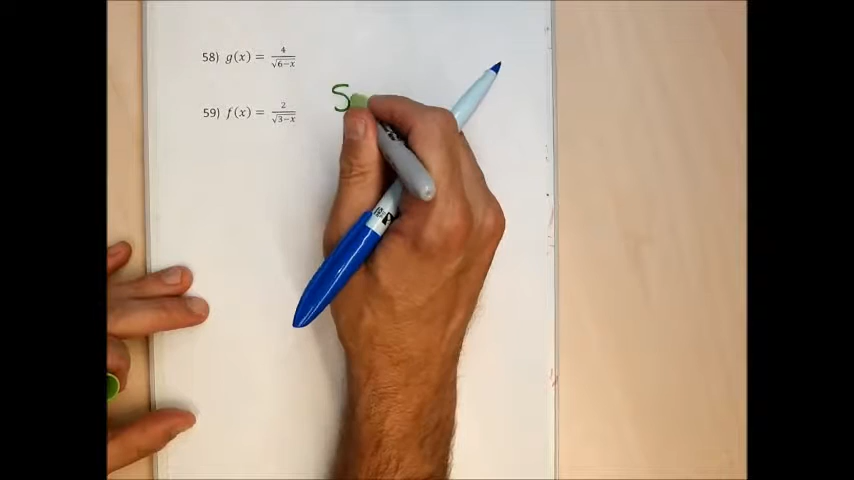 58) g(x) = 4/√6−x
59) f(x) = 2/√3−x
S